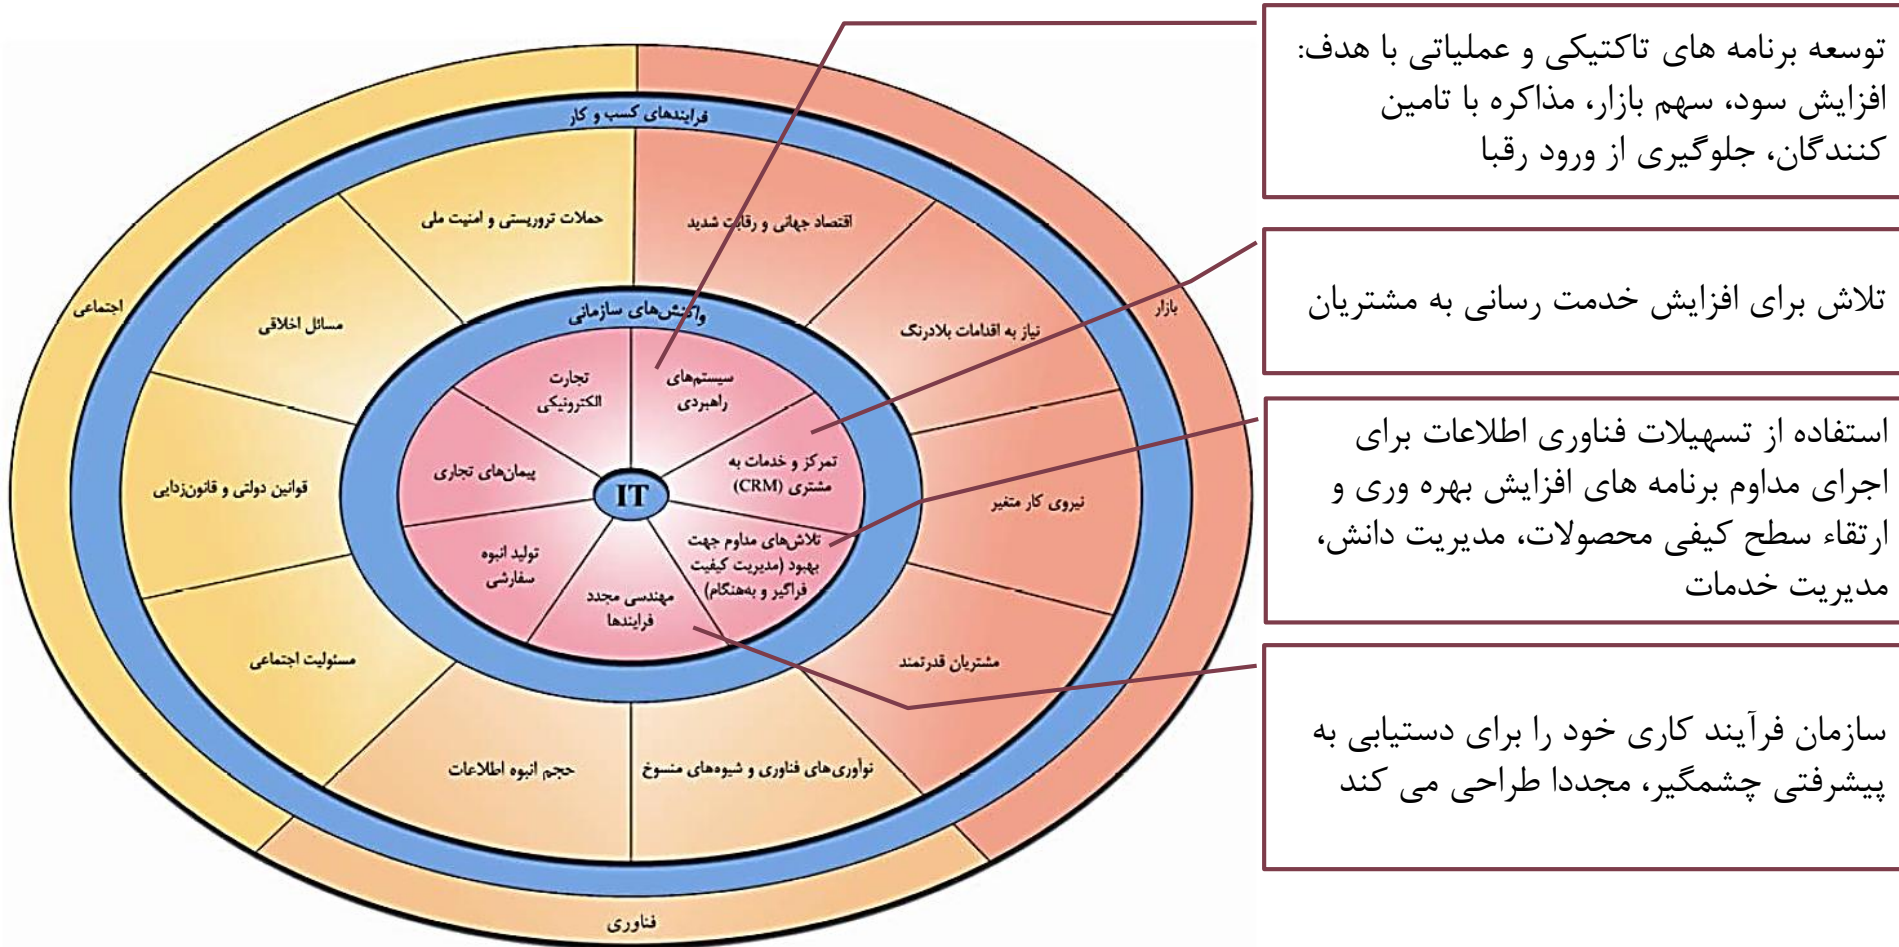 توسعه برنامه های تاکتیکی و عملیاتی با هدف:
افزایش سود، سهم بازار، مذاکره با تامین
کنندگان، جلوگیری از ورود رقبا
تلاش برای افزایش خدمت رسانی به مشتریان
استفاده از تسهیلات فناوری اطلاعات برای
اجرای مداوم برنامه های افزایش بهره وری و
ارتقاء سطح کیفی محصولات، مدیریت دانش،
مدیریت خدمات
سازمان فرآیند کاری خود را برای دستیابی به
پیشرفتی چشمگیر، مجددا طراحی می کند
بازار
اجتماعی
فناوری
فرایندهای کسب و کار
اقتصاد جهانی و رقابت شدید
نیاز به اقدامات بلادرنگ
نیروی کار متغیر
مشتریان قدرتمند
نوآوری‌های فناوری و شیوه‌های منسوخ
حجم انبوه اطلاعات
مسئولیت اجتماعی
قوانین دولتی و قانون‌زدایی
مسائل اخلاقی
حملات تروریستی و امنیت ملی
واکنش‌های سازمانی
سیستم‌های
راهبردی
تمرکز و خدمات به
مشتری (CRM)
تلاش‌های مداوم جهت
بهبود (مدیریت کیفیت
فراگیر و به‌هنگام)
مهندسی مجدد
فرایندها
تولید انبوه
سفارشی
پیمان‌های تجاری
تجارت
الکترونیکی
IT